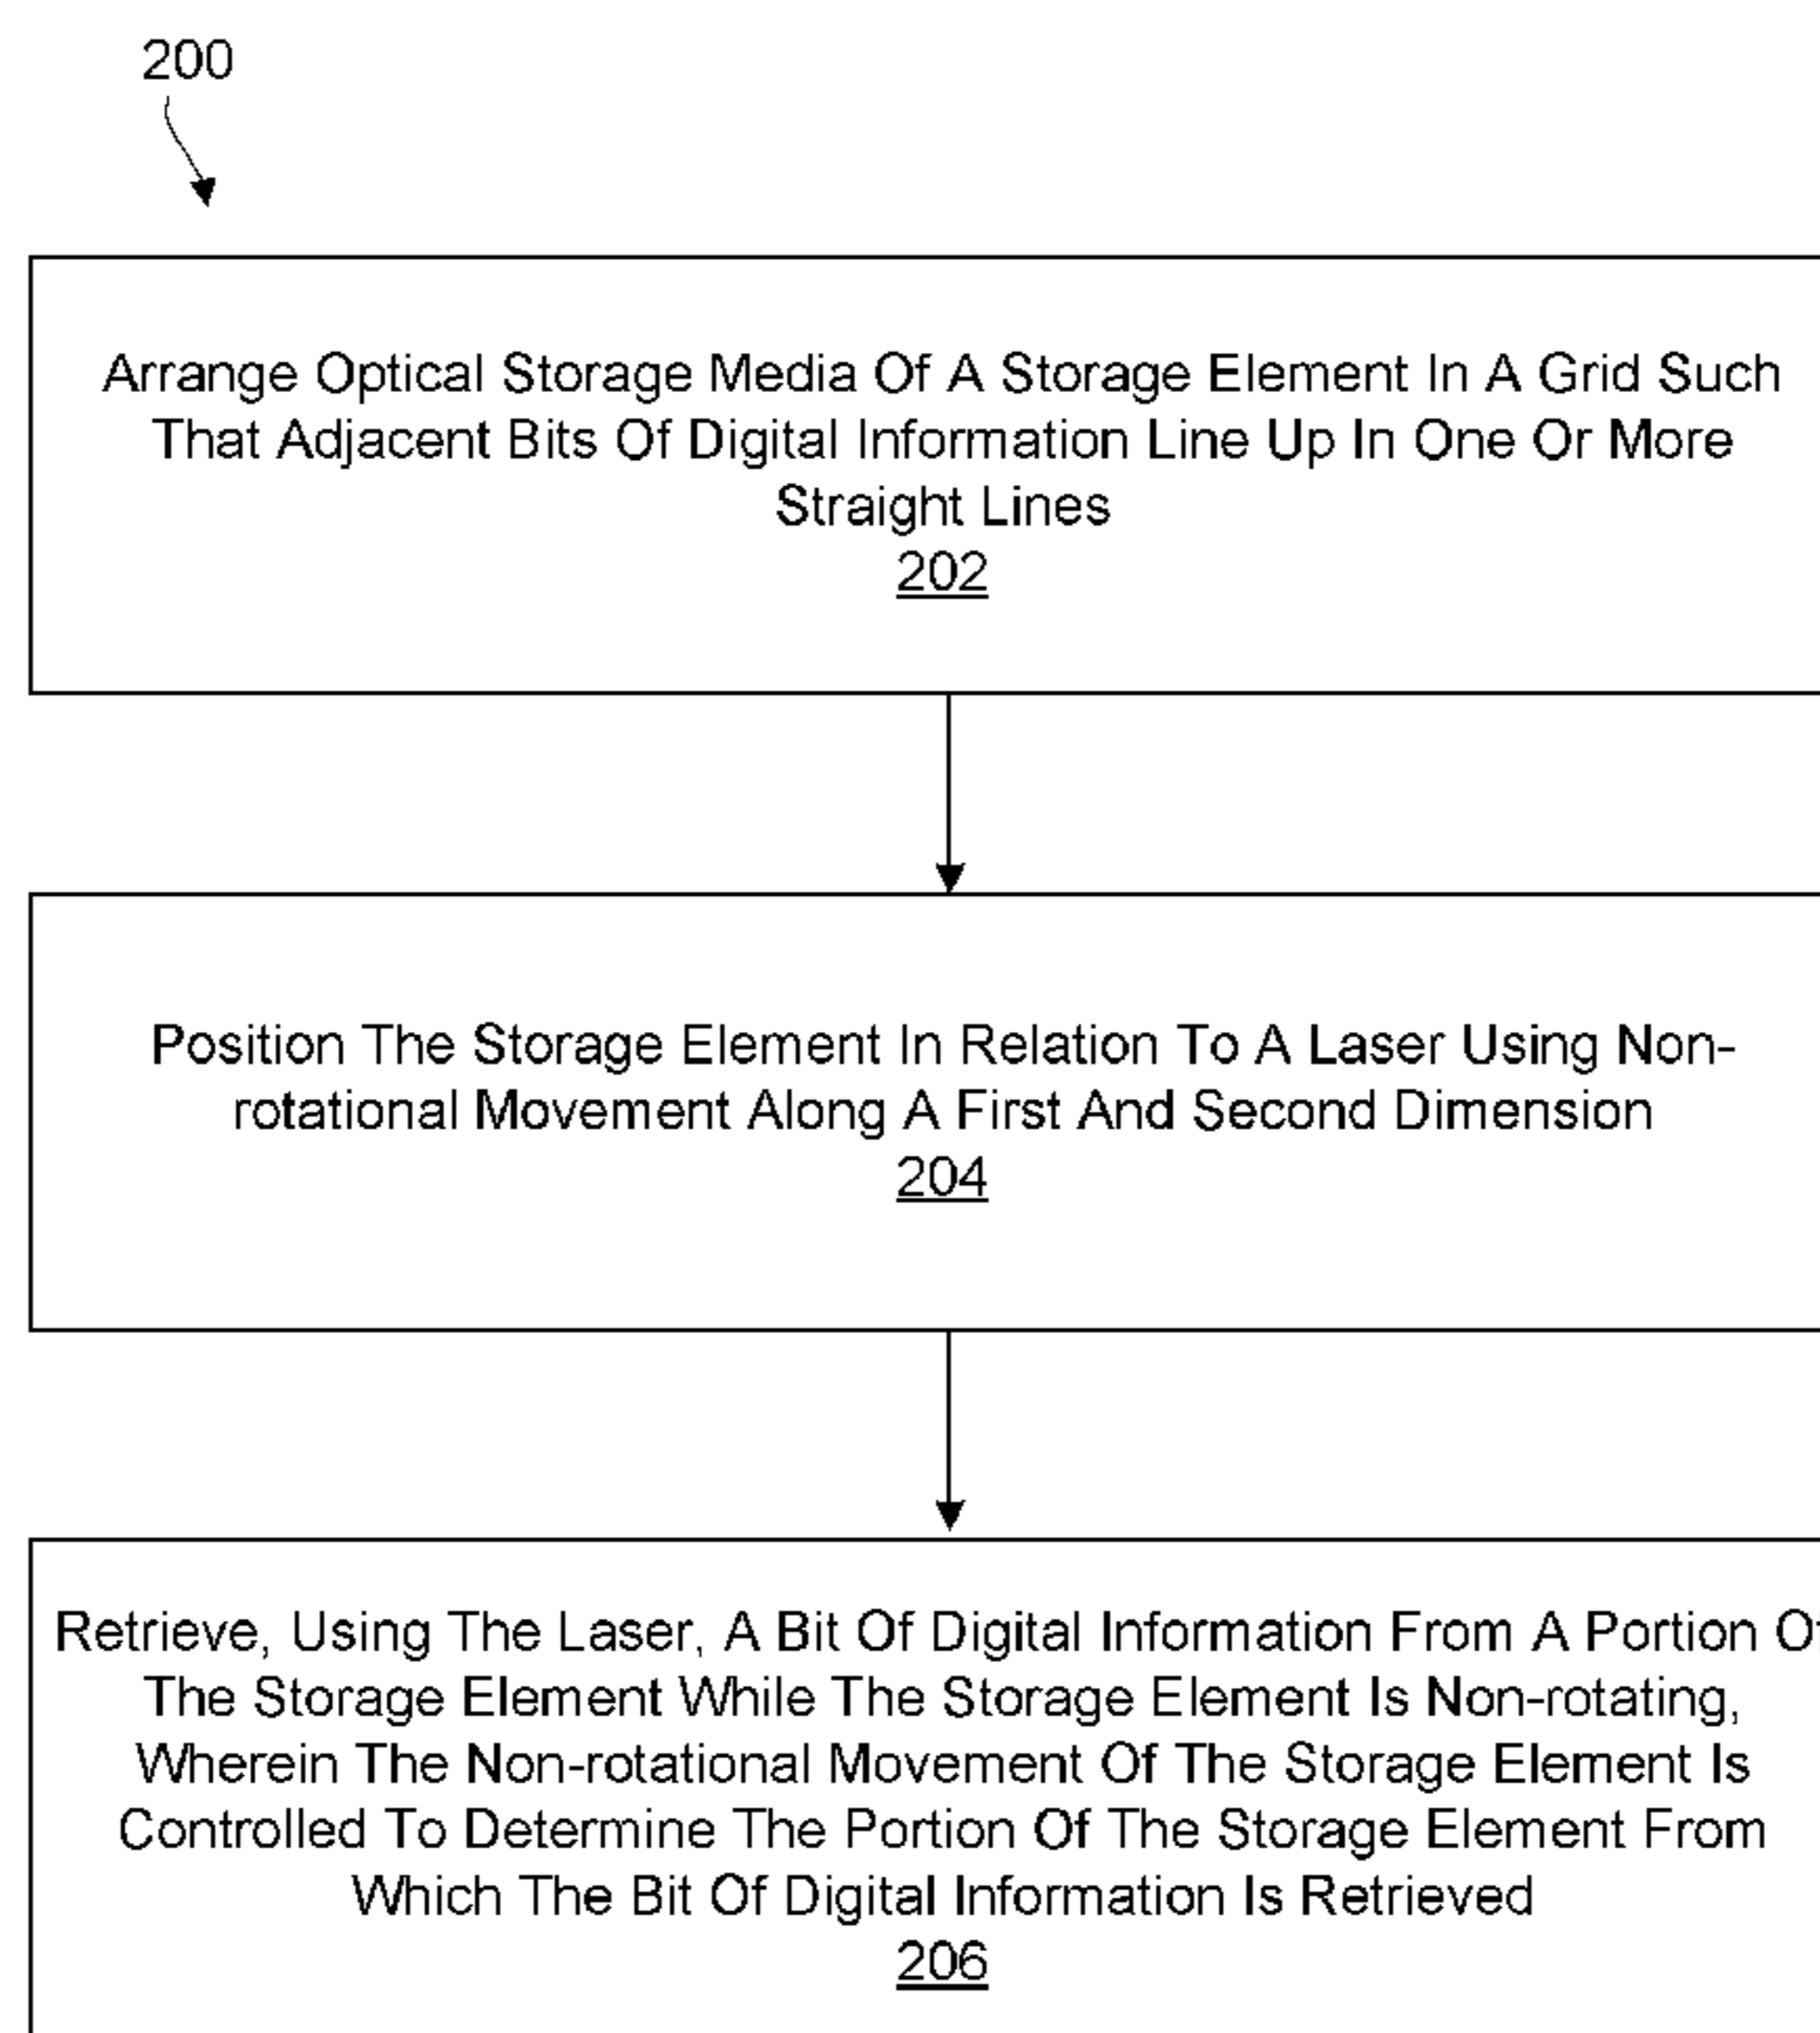 200
Arrange Optical Storage Media Of A Storage Element In A Grid Such
That Adjacent Bits Of Digital Information Line Up In One Or More
Straight Lines
202
Position The Storage Element In Relation To A Laser Using Non-
rotational Movement Along A First And Second Dimension
204
Retrieve, Using The Laser, A Bit Of Digital Information From A Portion Of
The Storage Element While The Storage Element Is Non-rotating,
Wherein The Non-rotational Movement Of The Storage Element Is
Controlled To Determine The Portion Of The Storage Element From
Which The Bit Of Digital Information Is Retrieved
206